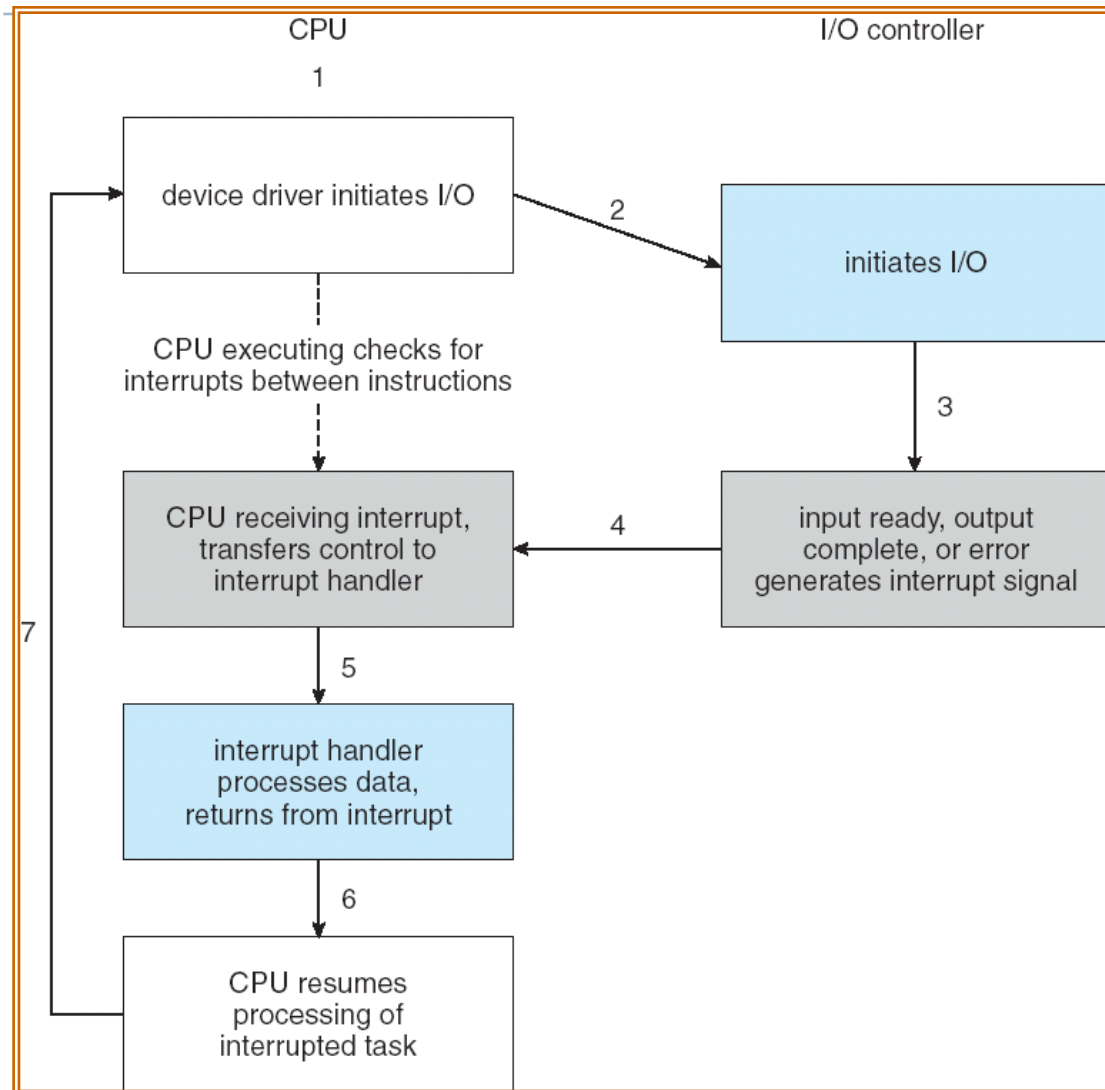 CPU
I/O controller
1
device driver initiates I/O
2
initiates I/O
CPU executing checks for
interrupts between instructions
3
CPU receiving interrupt,
transfers control to
interrupt handler
4
input ready, output
complete, or error
generates interrupt signal
7
5
interrupt handler
processes data,
returns from interrupt
6
CPU resumes
processing of
interrupted task